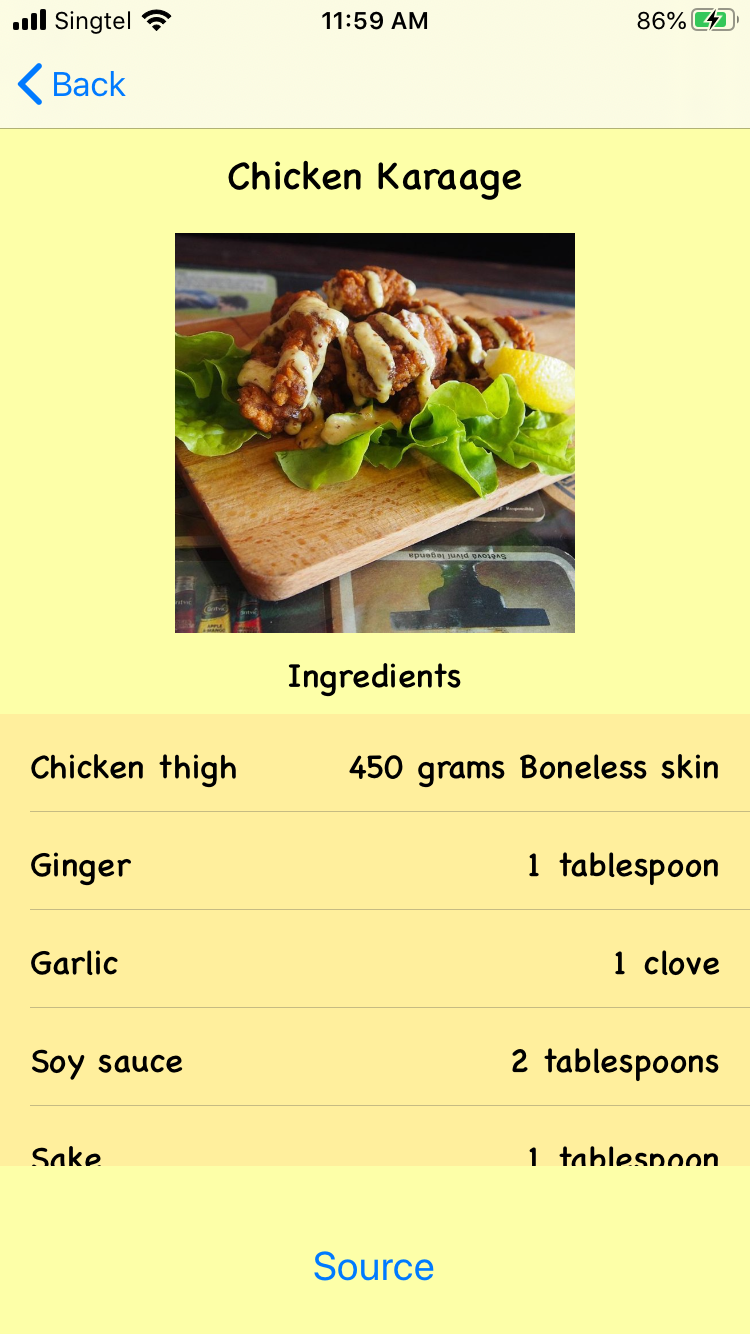 Singtel 11:59 AM 86%
Back
Chicken Karaage
Světová pivní legenda
Ingredients
Chicken thigh 450 grams Boneless skin
Ginger 1 tablespoon
Garlic 1 clove
Soy sauce 2 tablespoons
Sake 1 tablespoon
Source